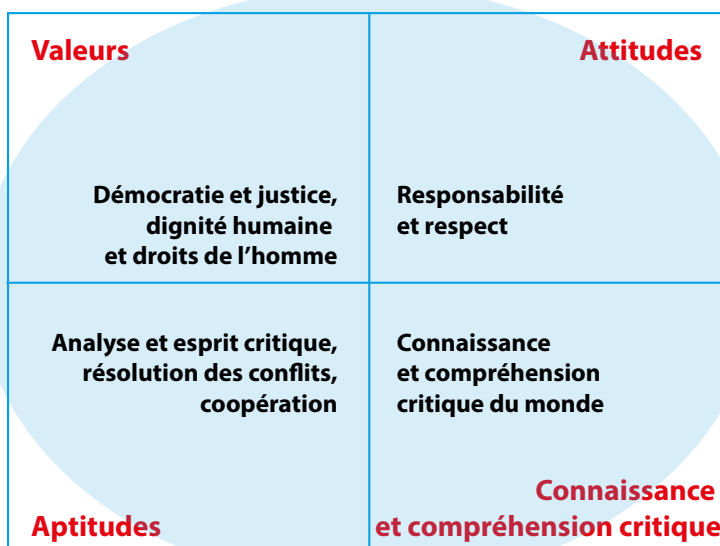 Valeurs
Attitudes
Démocratie et justice,
dignité humaine
et droits de l’homme
Responsabilité
et respect
Analyse et esprit critique,
résolution des conflits,
coopération
Connaissance
et compréhension
critique du monde
Aptitudes
Connaissance
et compréhension critique